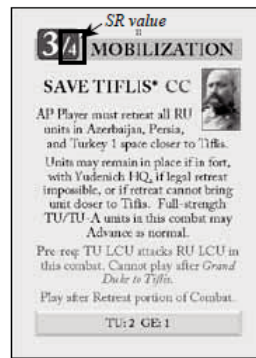 SR value
11
3/4 MOBILIZATION
SAVE TIFLIS* CC
AP Player must retreat all RU
units in Azerbaijan, Persia,
and Turkey 1 space closer to Tiflis.
Units may remain in place if in fort,
with Yudenich HQ, if legal retreat
impossible, or if retreat cannot bring
unit closer to Tiflis. Full-strength
TU/TU-A units in this combat may
Advance as normal.
Pre-req: TU LCU attacks RU LCU in
this combat. Cannot play after Grand
Duke to Tiflis.
Play after Retreat portion of Combat.
TU: 2 GE: 1